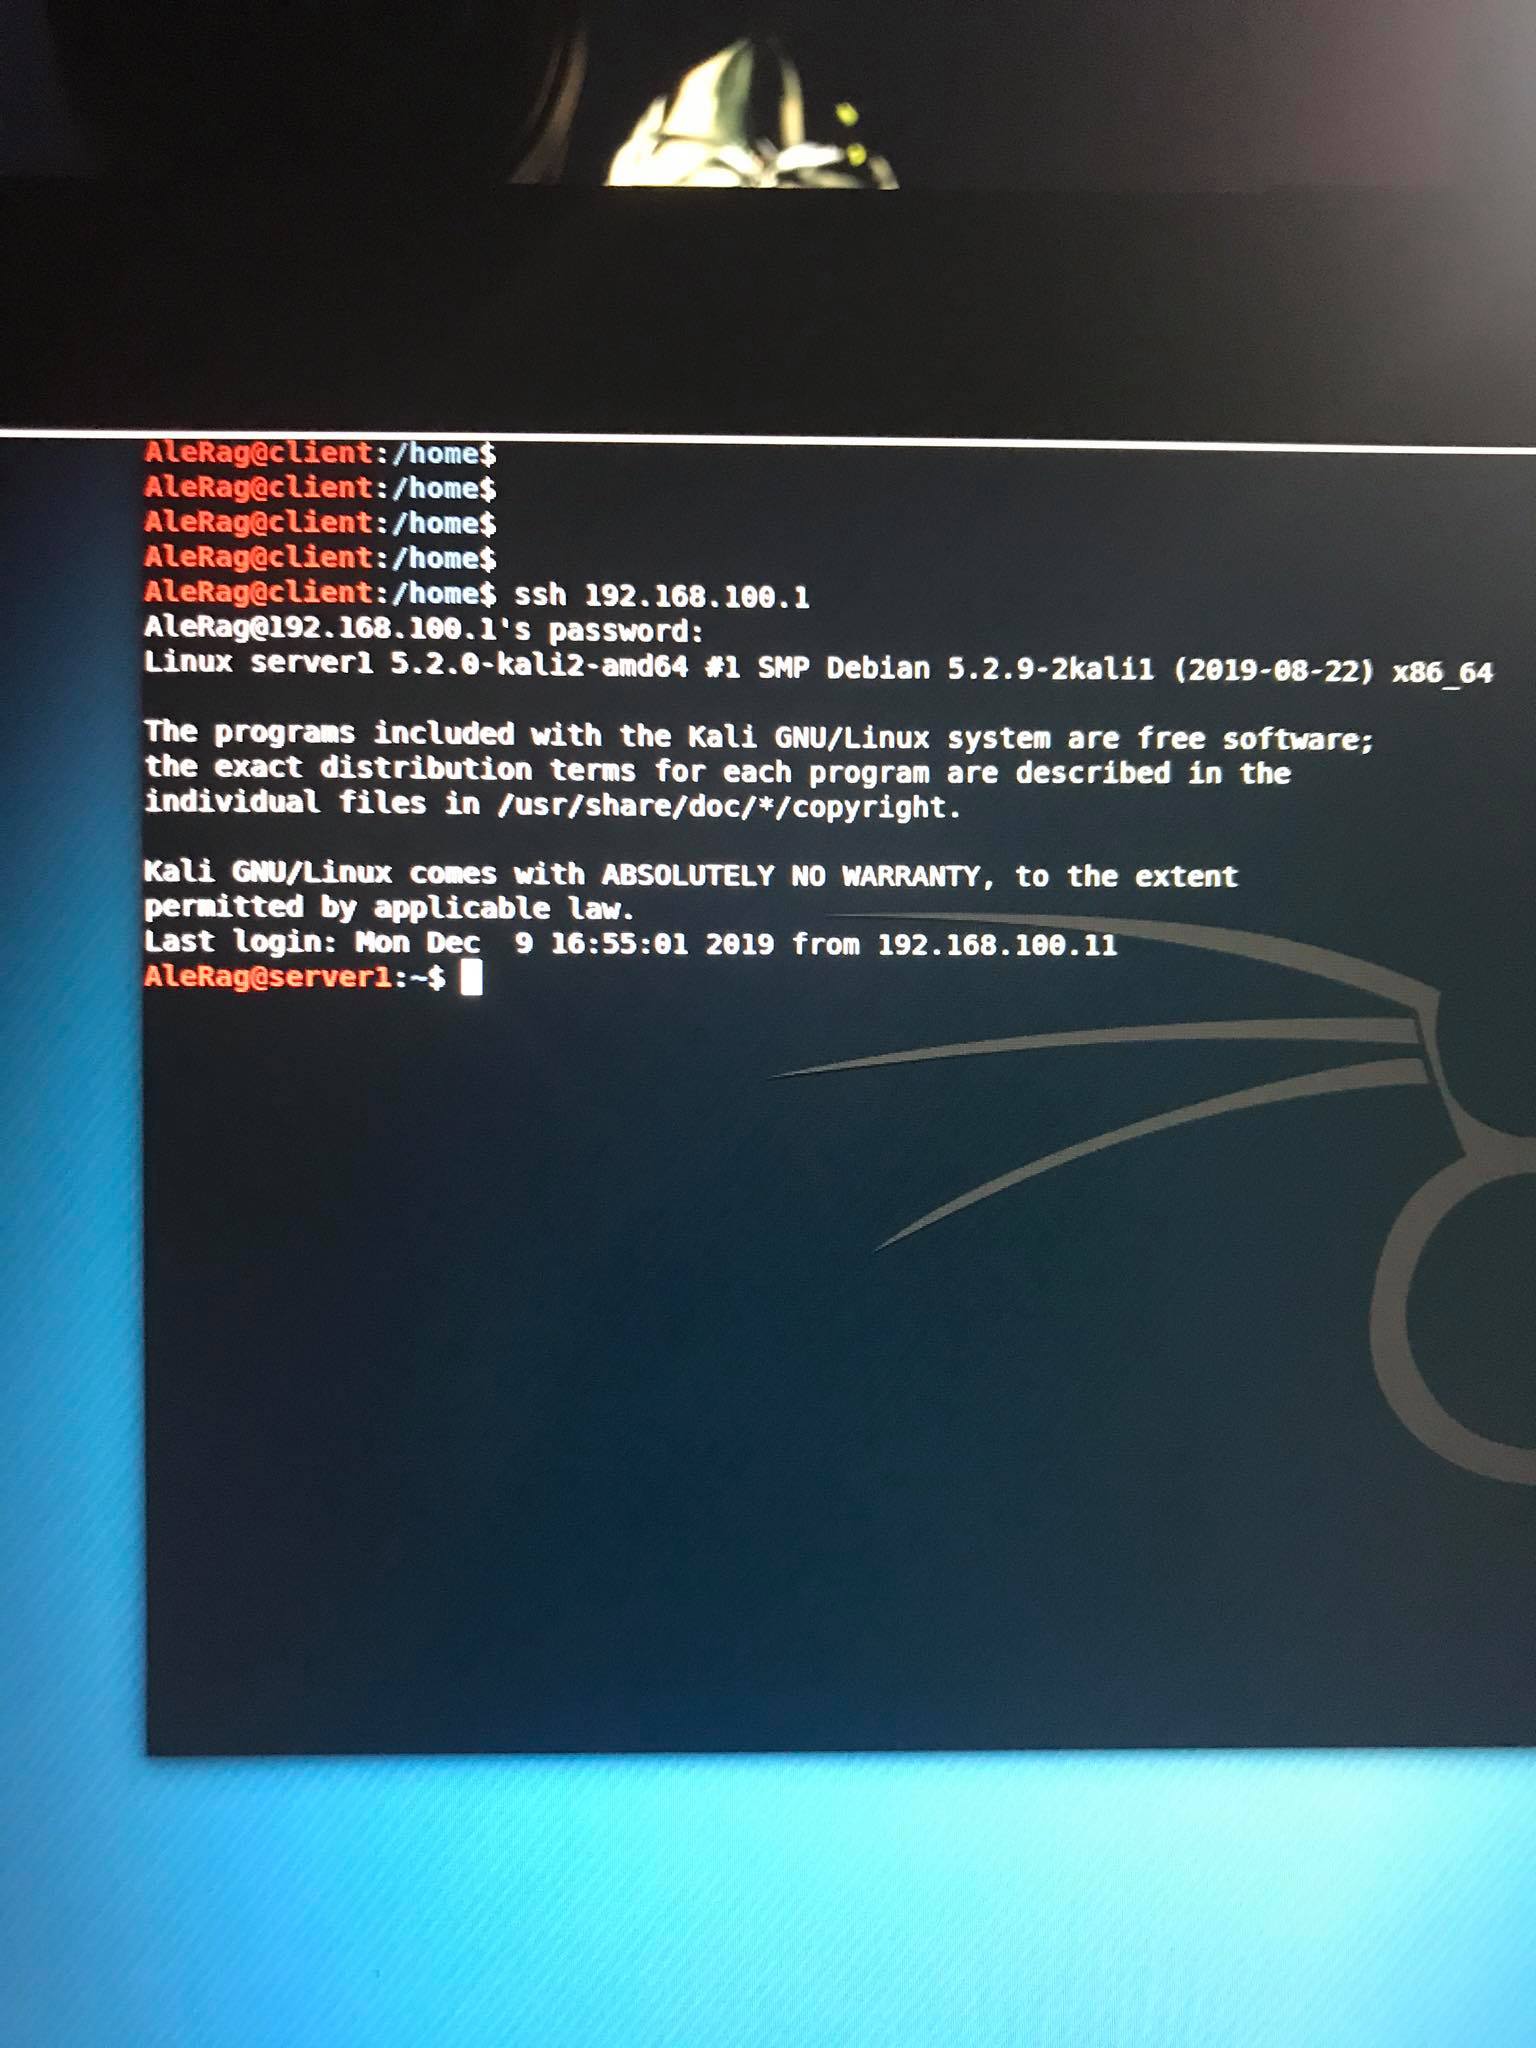 AleRag@client:/home$
AleRag@client:/home$
AleRag@client:/home$
AleRag@client:/home$
AleRag@client:/home$ ssh 192.168.100.1
AleRag@192.168.100.1's password:
Linux server1 5.2.0-kali2-amd64 #1 SMP Debian 5.2.9-2kali1 (2019-08-22) x86_64
The programs included with the Kali GNU/Linux system are free software;
the exact distribution terms for each program are described in the
individual files in /usr/share/doc/*/copyright.
Kali GNU/Linux comes with ABSOLUTELY NO WARRANTY, to the extent
permitted by applicable law.
Last login: Mon Dec  9 16:55:01 2019 from 192.168.100.11
AleRag@server1:~$